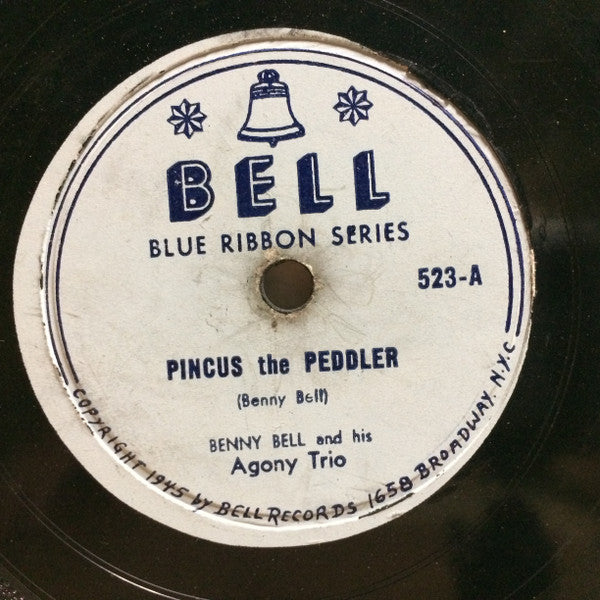 BELL
BLUE RIBBON SERIES
523-A
PINCUS the PEDDLER
(Benny Bell)
BENNY BELL and his
Agony Trio
COPYRIGHT 1945 by BELL RECORDS 1658 BROADWAY. N.Y.C